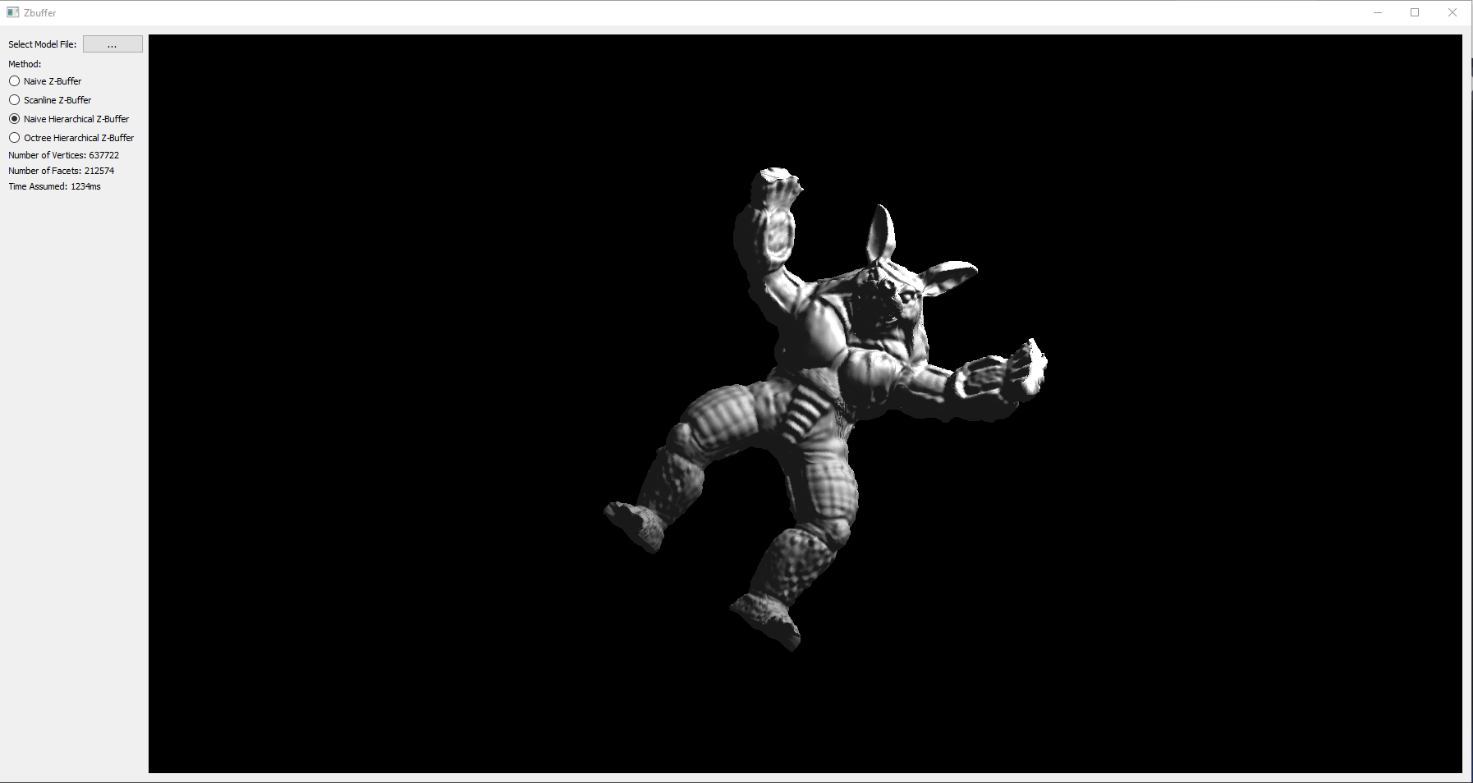 Zbuffer
Select Model File: ...
Method:
Naive Z-Buffer
Scanline Z-Buffer
Naive Hierarchical Z-Buffer
Octree Hierarchical Z-Buffer
Number of Vertices: 637722
Number of Facets: 212574
Time Assumed: 1234ms